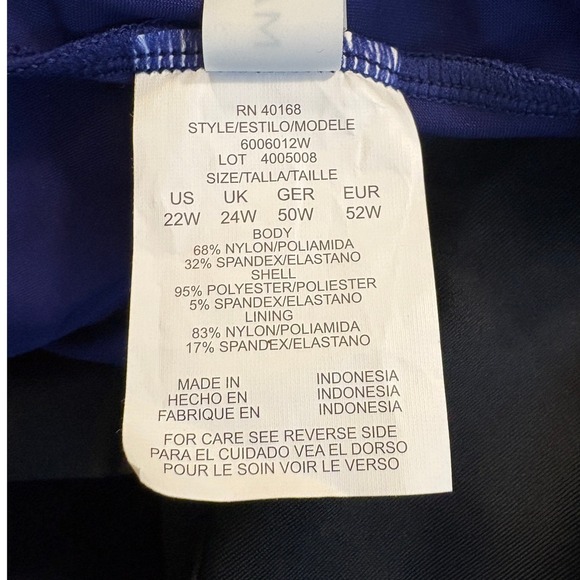 RN 40168
STYLE/ESTILO/MODELE
6006012W
LOT 4005008
SIZE/TALLA/TAILLE
US UK GER EUR
22W 24W 50W 52W
BODY
68% NYLON/POLIAMIDA
32% SPANDEX/ELASTANO
SHELL
95% POLYESTER/POLIESTER
5% SPANDEX/ELASTANO
LINING
83% NYLON/POLIAMIDA
17% SPANDEX/ELASTANO
MADE IN INDONESIA
HECHO EN INDONESIA
FABRIQUE EN INDONESIA
FOR CARE SEE REVERSE SIDE
PARA EL CUIDADO VEA EL DORSO
POUR LE SOIN VOIR LE VERSO